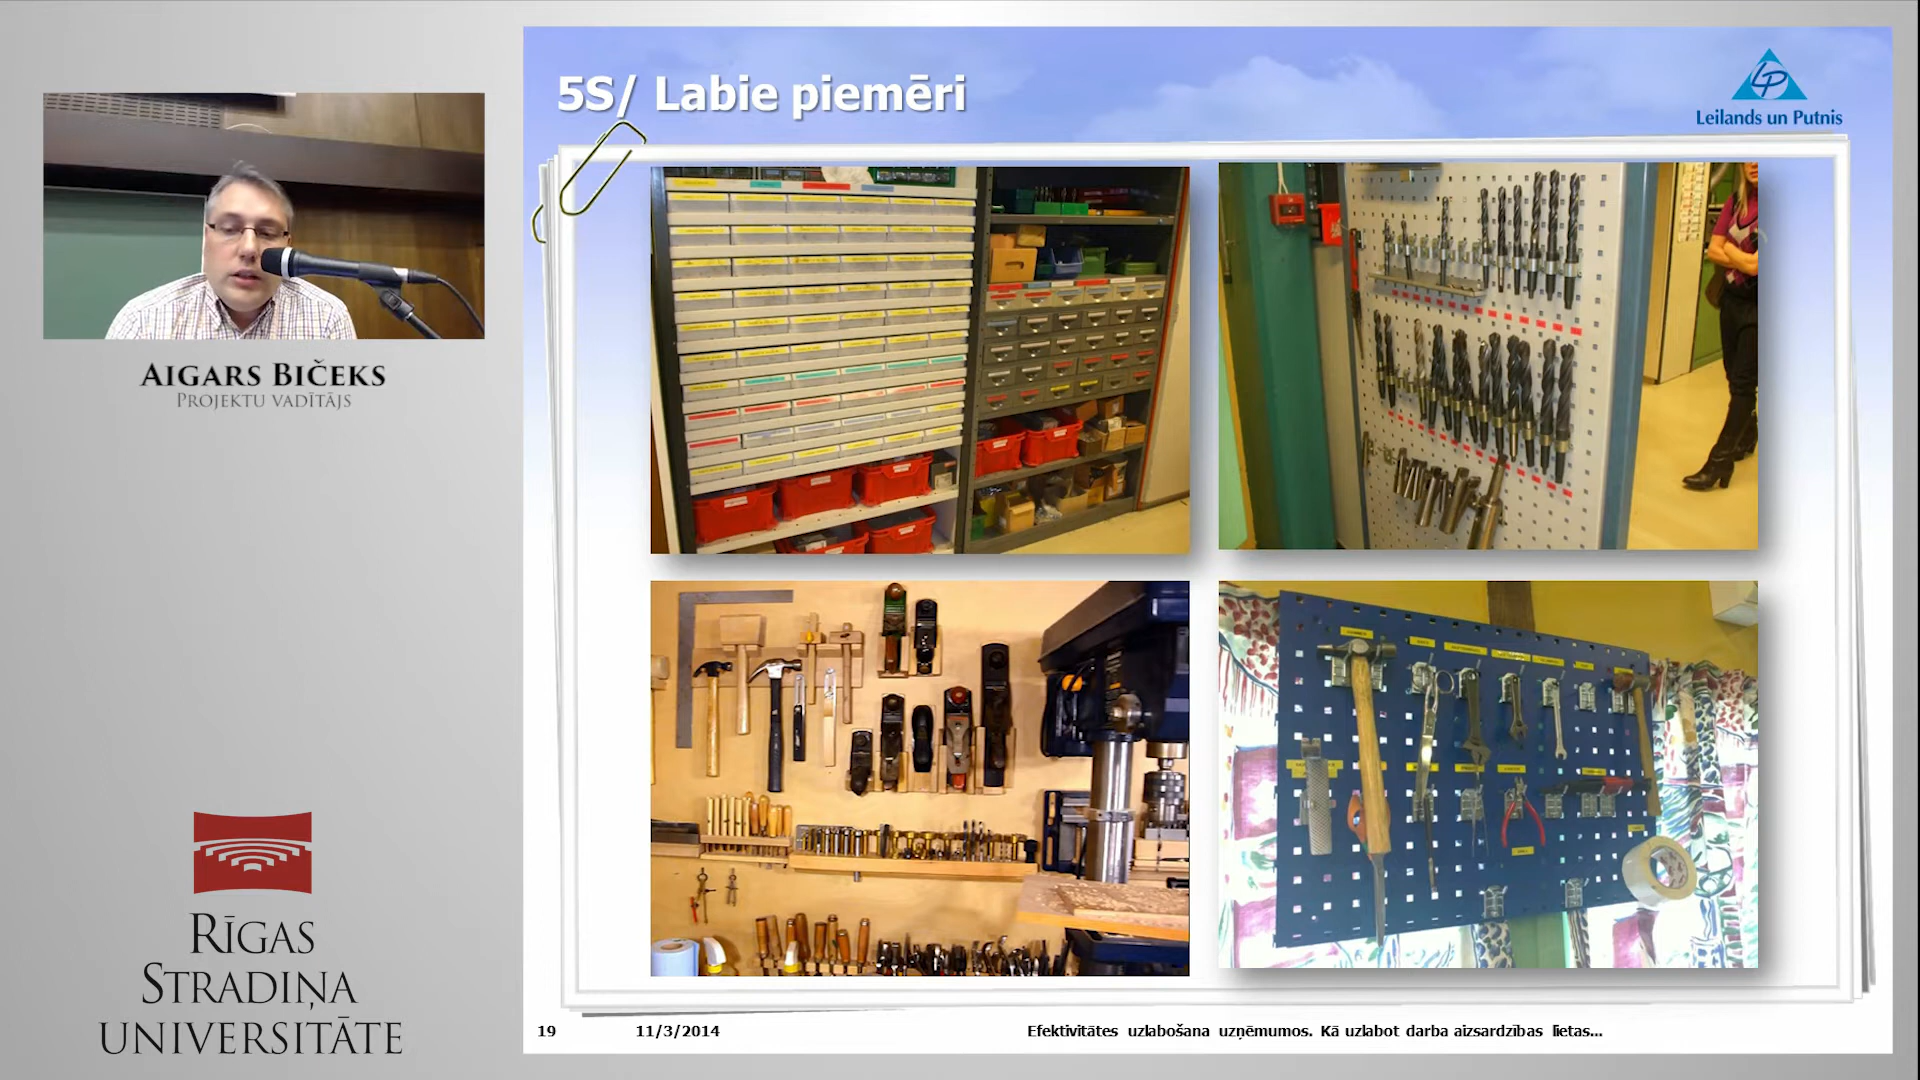 5S/ Labie piemēri
Leilands un Putnis
Aigars Bičeks
Projektu vadītājs
Rīgas
Stradiņa
universitāte
19
11/3/2014
Efektivitātes uzlabošana uzņēmumos. Kā uzlabot darba aizsardzības lietas...